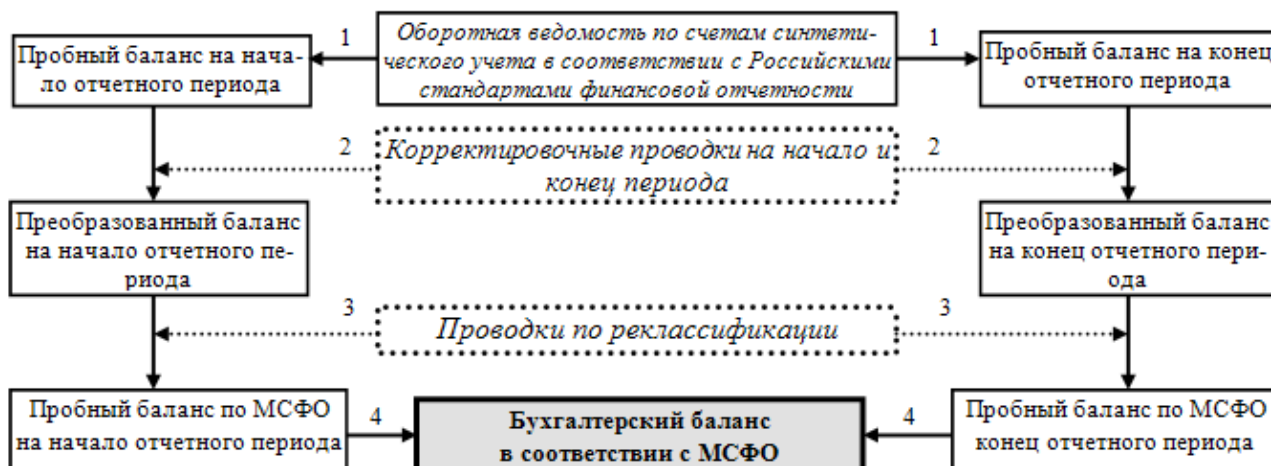 Пробный баланс на нача-
ло отчетного периода
1
Оборотная ведомость по счетам синтети-
ческого учета в соответствии с Российскими
стандартами финансовой отчетности
1
Пробный баланс на конец
отчетного периода
2
Корректировочные проводки на начало и
конец периода
2
Преобразованный баланс
на начало отчетного пе-
риода
Преобразованный баланс
на конец отчетного пери-
ода
3
Проводки по реклассификации
3
Пробный баланс по МСФО
на начало отчетного периода
4
Бухгалтерский баланс
в соответствии с МСФО
4
Пробный баланс по МСФО
конец отчетного периода